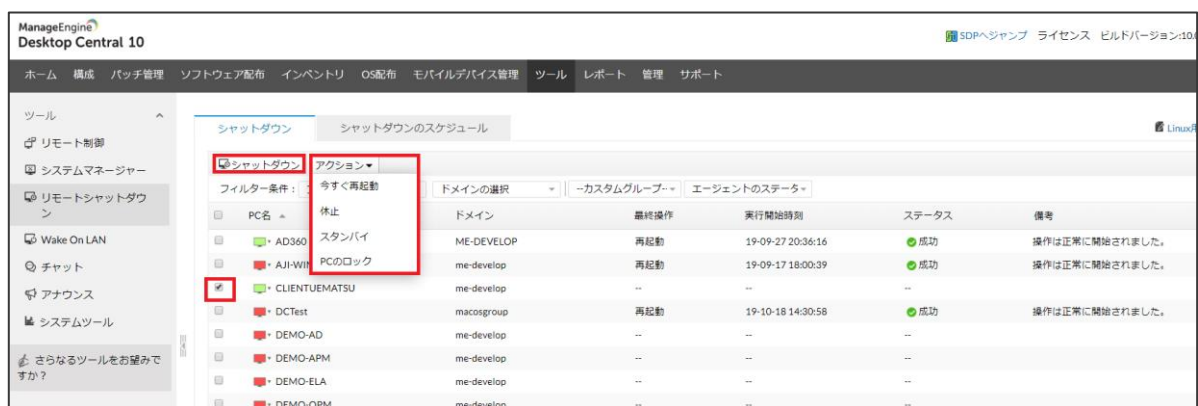 ManageEngine
Desktop Central 10
SDPへジャンプ ライセンス ビルドバージョン:10.0
ホーム 構成 パッチ管理 ソフトウェア配布 インベントリ OS配布 モバイルデバイス管理 ツール レポート 管理 サポート
ツール
リモート制御
システムマネージャー
リモートシャットダウ
ン
Wake On LAN
チャット
アナウンス
システムツール
さらなるツールをお望みで
すか？
シャットダウン シャットダウンのスケジュール
Linux
シャットダウン アクション
フィルター条件： ドメインの選択 --カスタムグループ-- エージェントのステータ
今すぐ再起動
休止
スタンバイ
PCのロック
PC名 ドメイン 最終操作 実行開始時刻 ステータス 備考
AD360 ME-DEVELOP 再起動 19-09-27 20:36:16 成功 操作は正常に開始されました。
AJI-WIN me-develop 再起動 19-09-17 18:00:39 成功 操作は正常に開始されました。
CLIENTUEMATSU me-develop -- -- --
DCTest macosgroup 再起動 19-10-18 14:30:58 成功 操作は正常に開始されました。
DEMO-AD me-develop -- -- --
DEMO-APM me-develop -- -- --
DEMO-ELA me-develop -- -- --
DEMO-OPM me-develop -- -- --